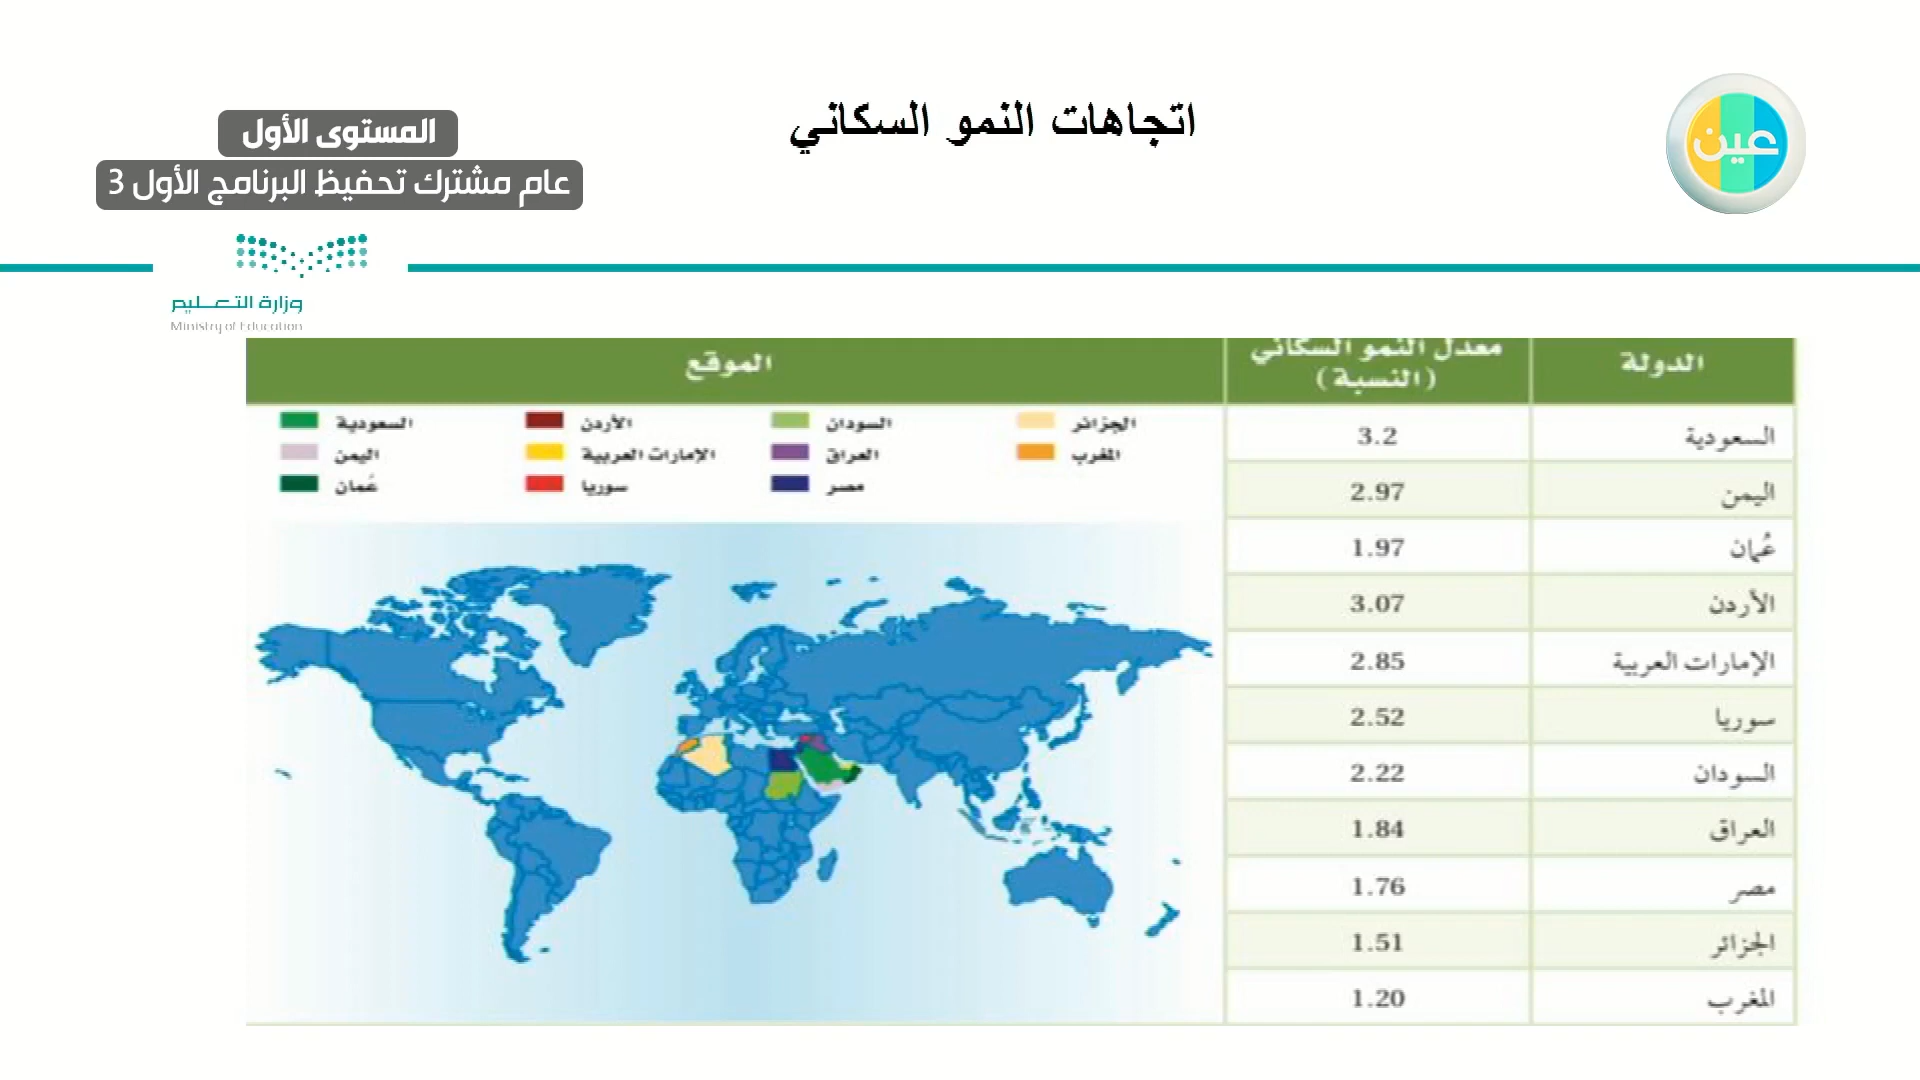 عين
اتجاهات النمو السكاني
المستوى الأول
عام مشترك تحفيظ البرنامج الأول 3
وزارة التعليم
Ministry of Education
الدولة
معدل النمو السكاني
(النسبة)
الموقع
السعودية 3.2
اليمن 2.97
عُمان 1.97
الأردن 3.07
الإمارات العربية 2.85
سوريا 2.52
السودان 2.22
العراق 1.84
مصر 1.76
الجزائر 1.51
المغرب 1.20
الجزائر السودان الأردن السعودية
المغرب العراق الإمارات العربية اليمن
مصر سوريا عُمان